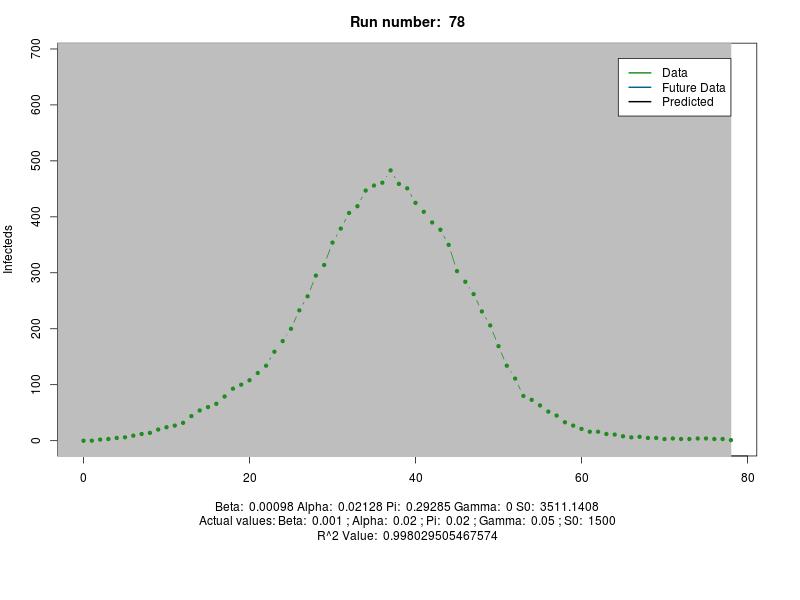 Run number: 78
700
600
500
400
300
200
100
0
Infecteds
Data
Future Data
Predicted
0 20 40 60 80
Beta: 0.00098 Alpha: 0.02128 Pi: 0.29285 Gamma: 0 S0: 3511.1408
Actual values: Beta: 0.001 ; Alpha: 0.02 ; Pi: 0.02 ; Gamma: 0.05 ; S0: 1500
R^2 Value: 0.998029505467574